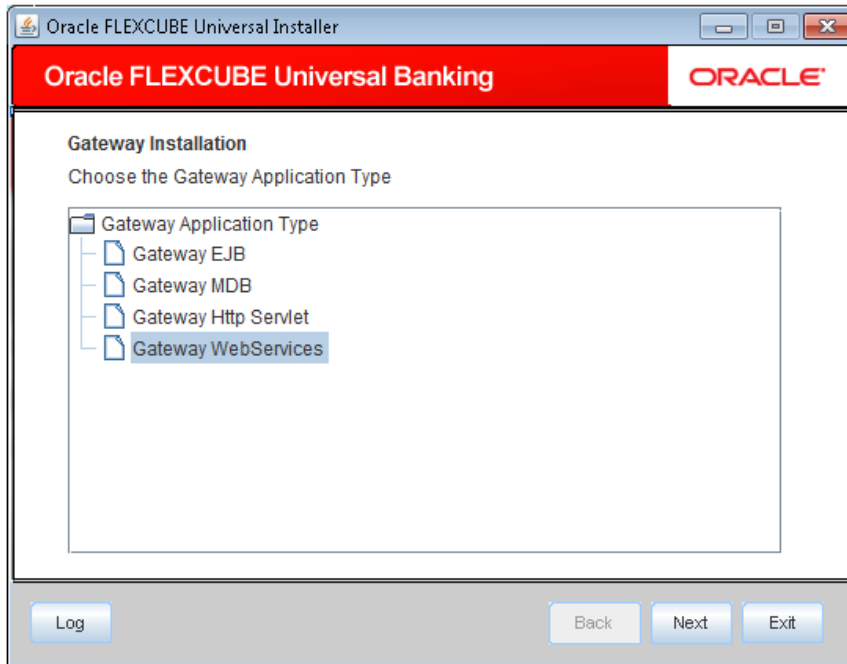 Oracle FLEXCUBE Universal Installer
Oracle FLEXCUBE Universal Banking
ORACLE
Gateway Installation
Choose the Gateway Application Type
Gateway Application Type
Gateway EJB
Gateway MDB
Gateway Http Servlet
Gateway WebServices
Log Back Next Exit